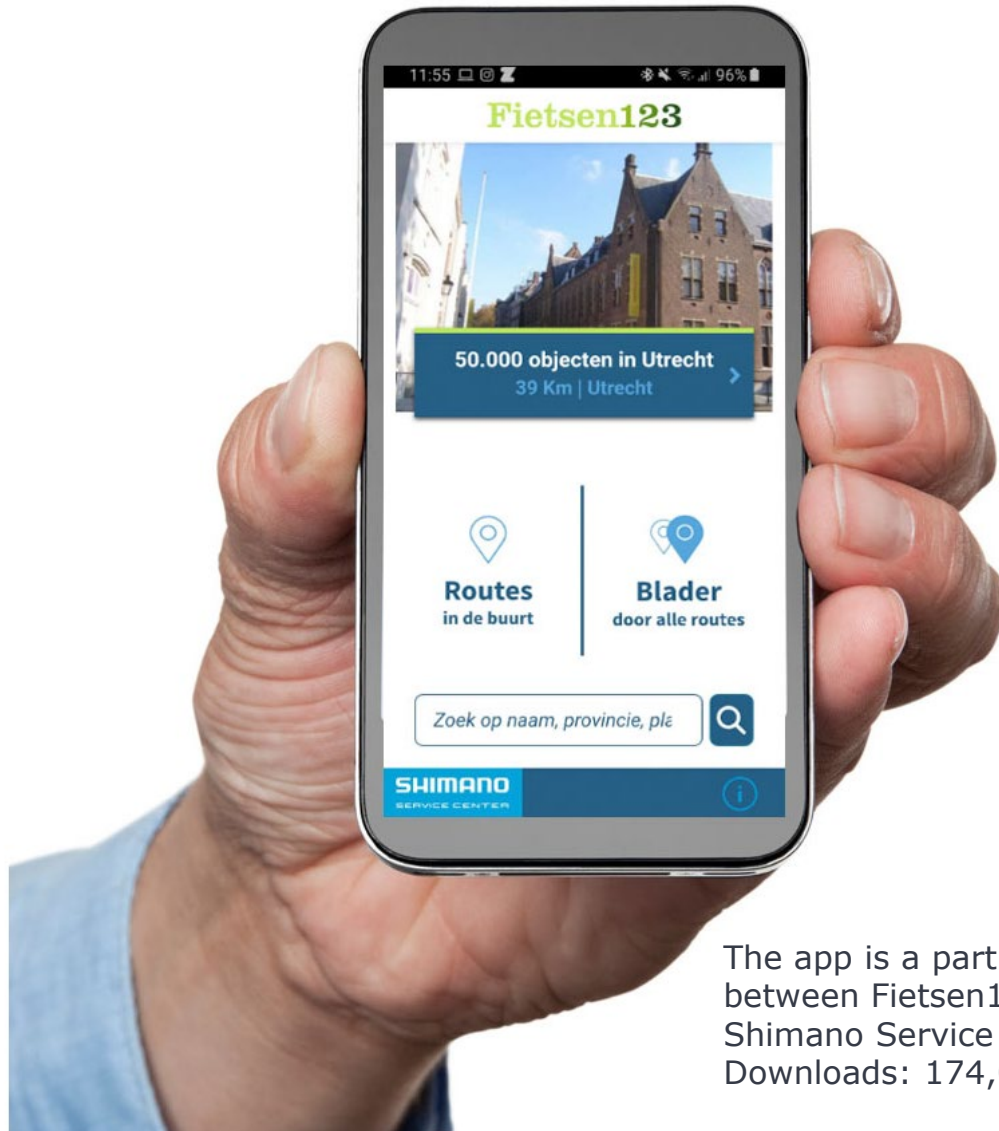 11:55 96%
Fietsen123
50.000 objecten in Utrecht
39 Km | Utrecht
Routes
in de buurt
Blader
door alle routes
Zoek op naam, provincie, pla
SHIMANO
SERVICE CENTER
The app is a part
between Fietsen1
Shimano Service
Downloads: 174,